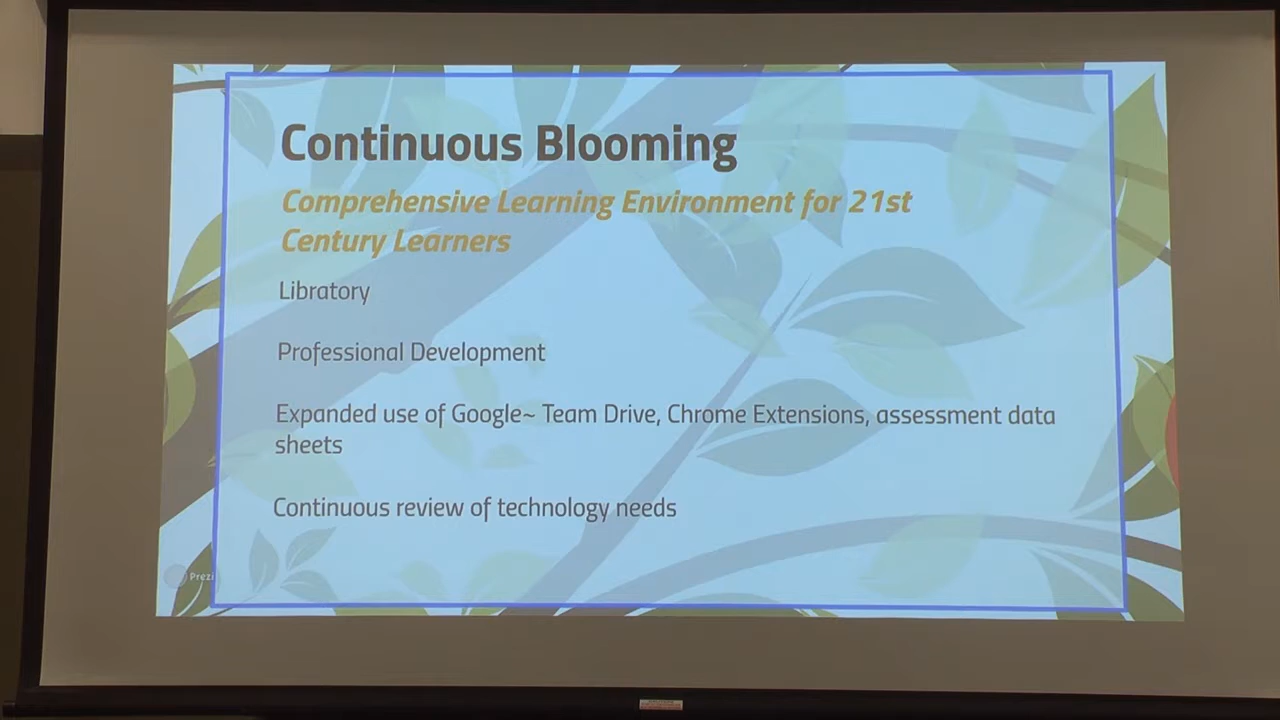 Continuous Blooming
Comprehensive Learning Environment for 21st
Century Learners
Libratory
Professional Development
Expanded use of Google~ Team Drive, Chrome Extensions, assessment data
sheets
Continuous review of technology needs
Prezi